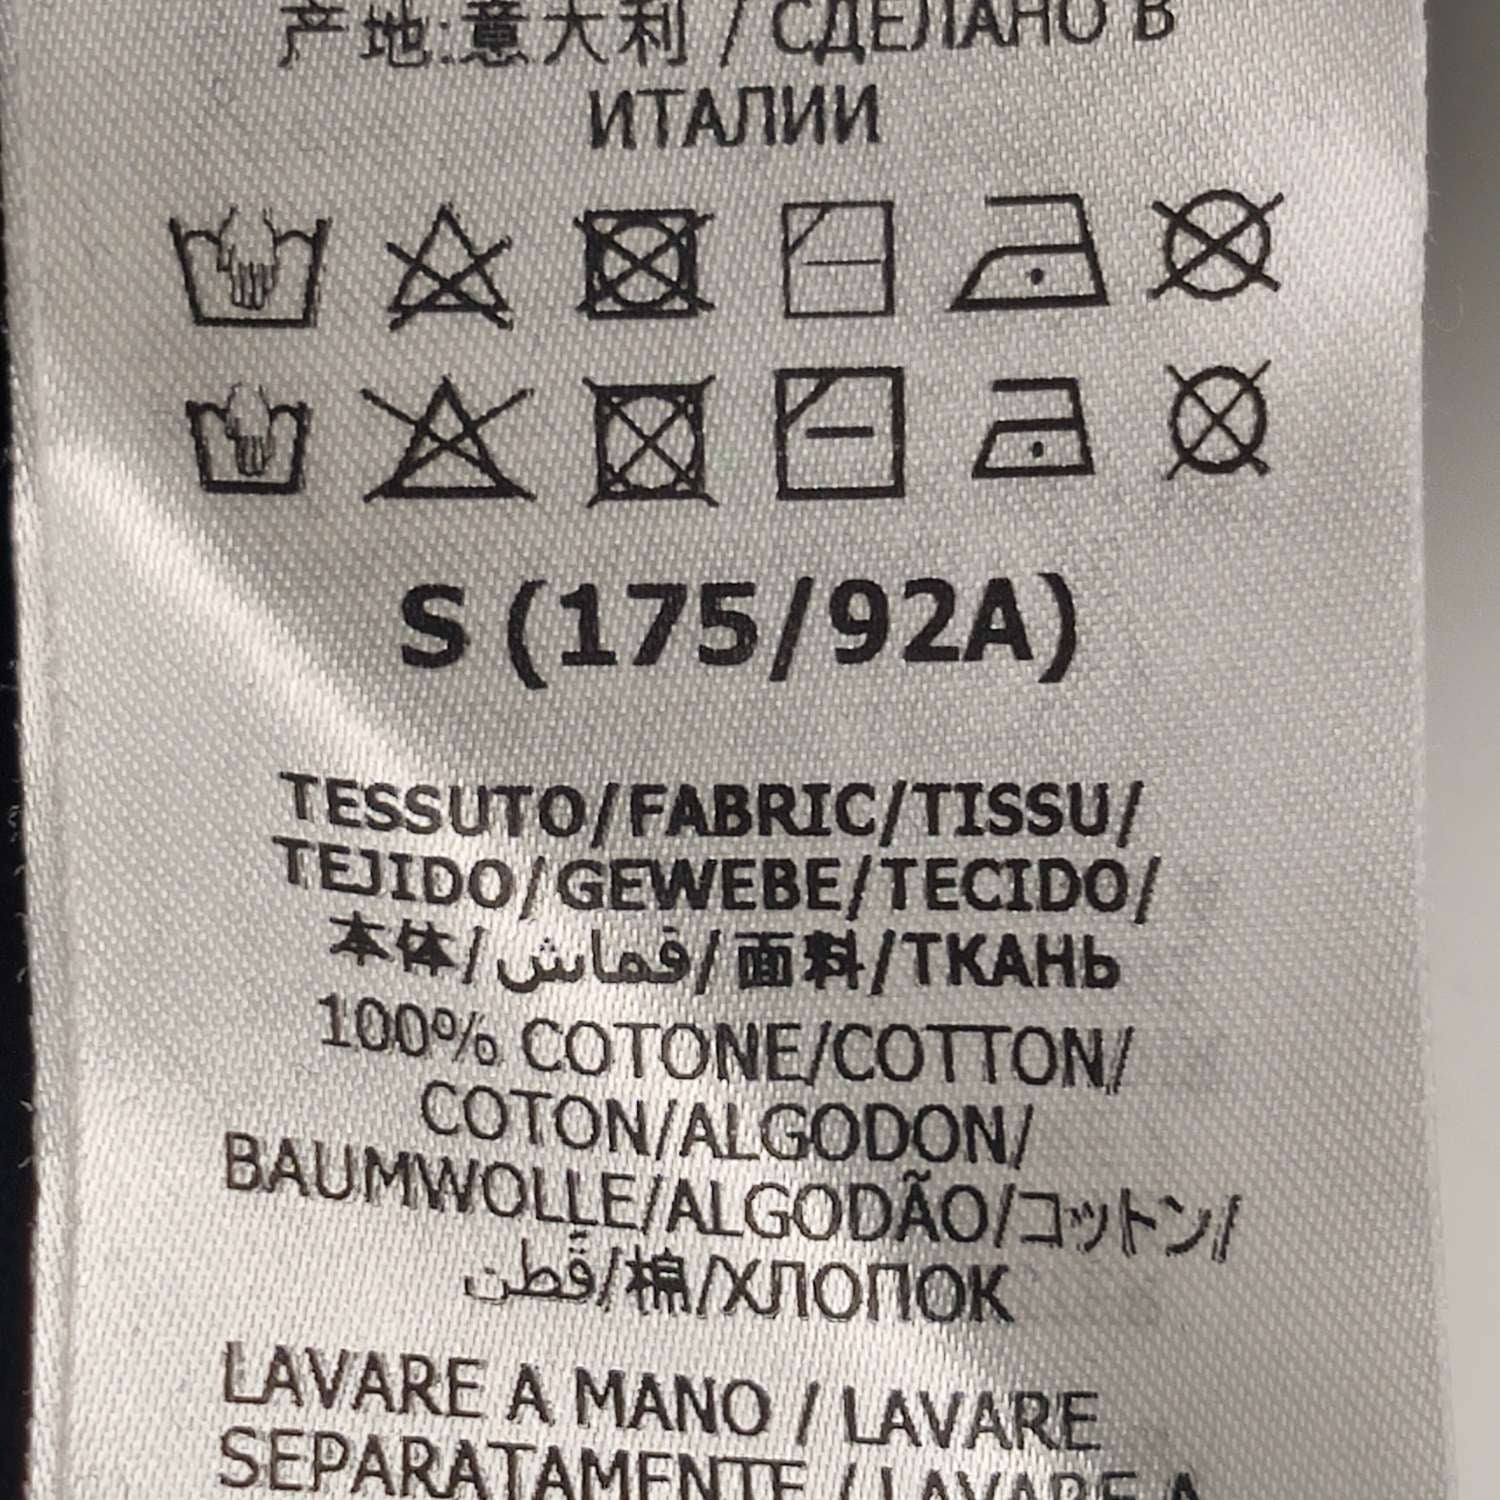 产地:意大利 / СДЕЛАНО В
ИТАЛИИ
S (175/92A)
TESSUTO/FABRIC/TISSU/
TEJIDO/GEWEBE/TECIDO/
本体/قماش/面料/ТКАНЬ
100% COTONE/COTTON/
COTON/ALGODON/
BAUMWOLLE/ALGODÃO/コットン/
قطن/棉/ХЛОПОК
LAVARE A MANO / LAVARE
SEPARATAMENTE / LAVARE A